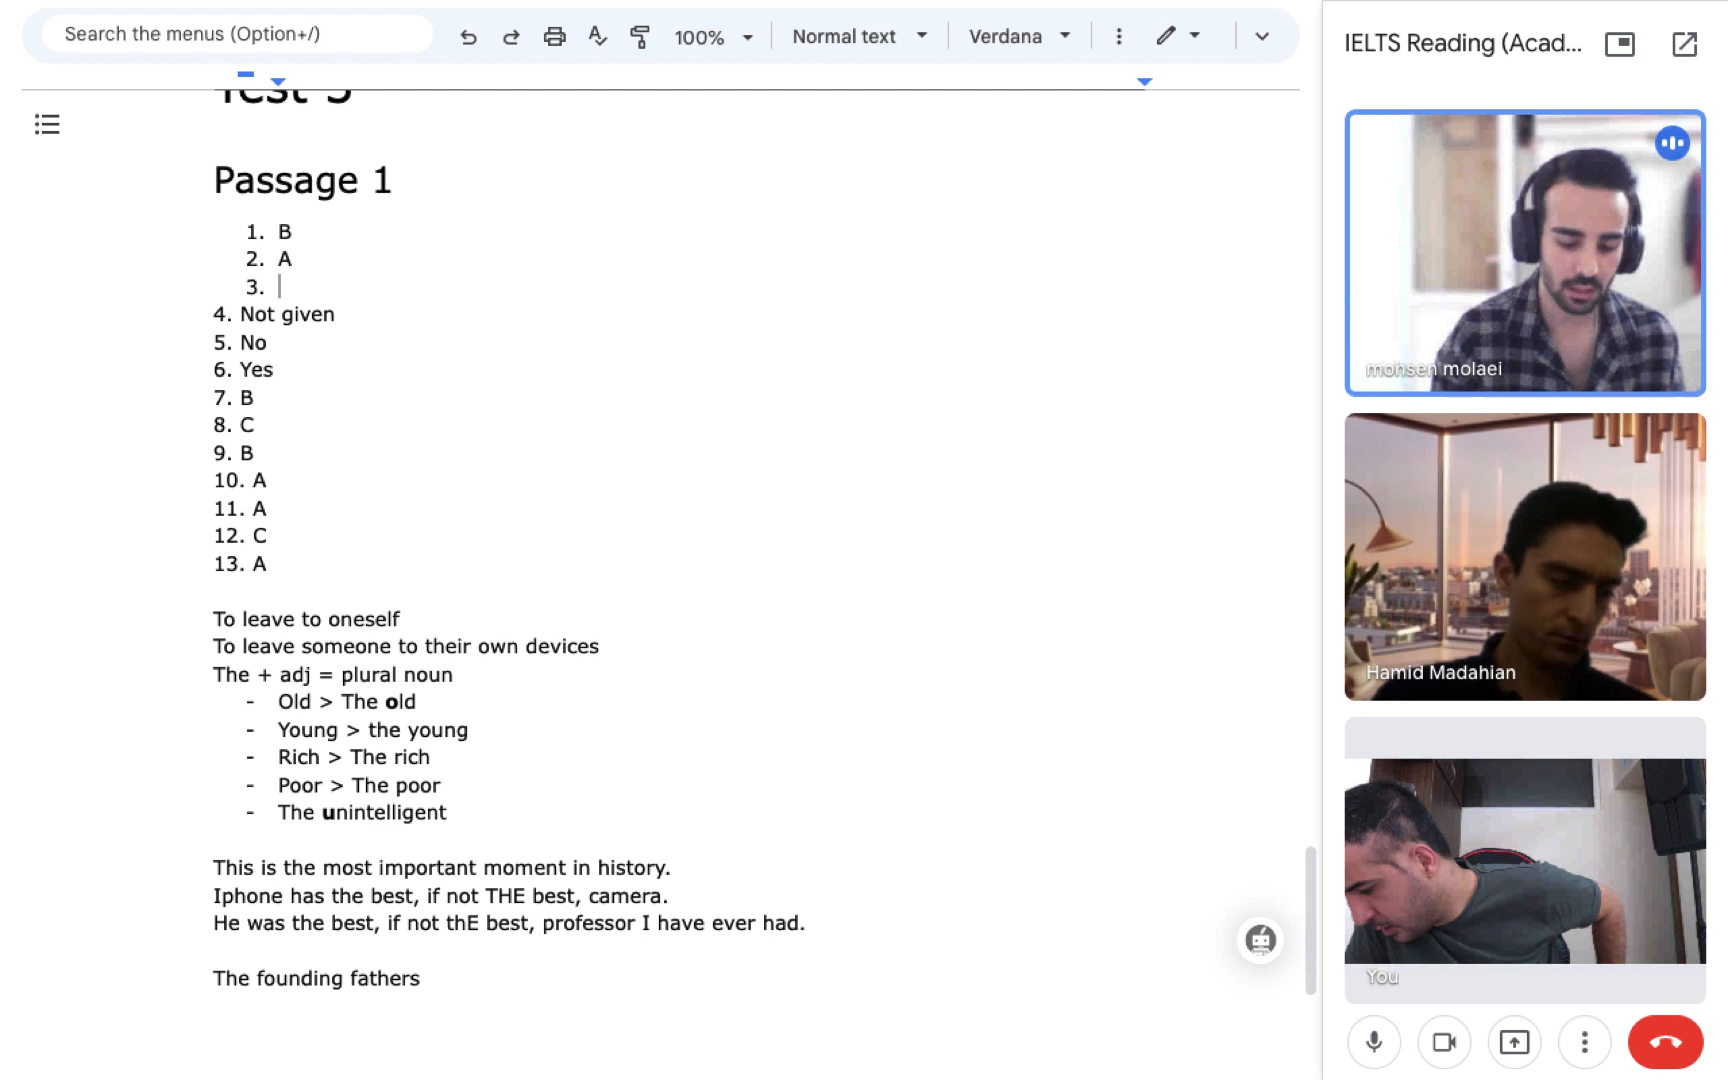 Search the menus (Option+/)
100%
Normal text
Verdana
IELTS Reading (Acad...
Test 5
Passage 1
1. B
2. A
3.
4. Not given
5. No
6. Yes
7. B
8. C
9. B
10. A
11. A
12. C
13. A
To leave to oneself
To leave someone to their own devices
The + adj = plural noun
- Old > The old
- Young > the young
- Rich > The rich
- Poor > The poor
- The unintelligent
This is the most important moment in history.
Iphone has the best, if not THE best, camera.
He was the best, if not thE best, professor I have ever had.
The founding fathers
mohsen molaei
Hamid Madahian
You